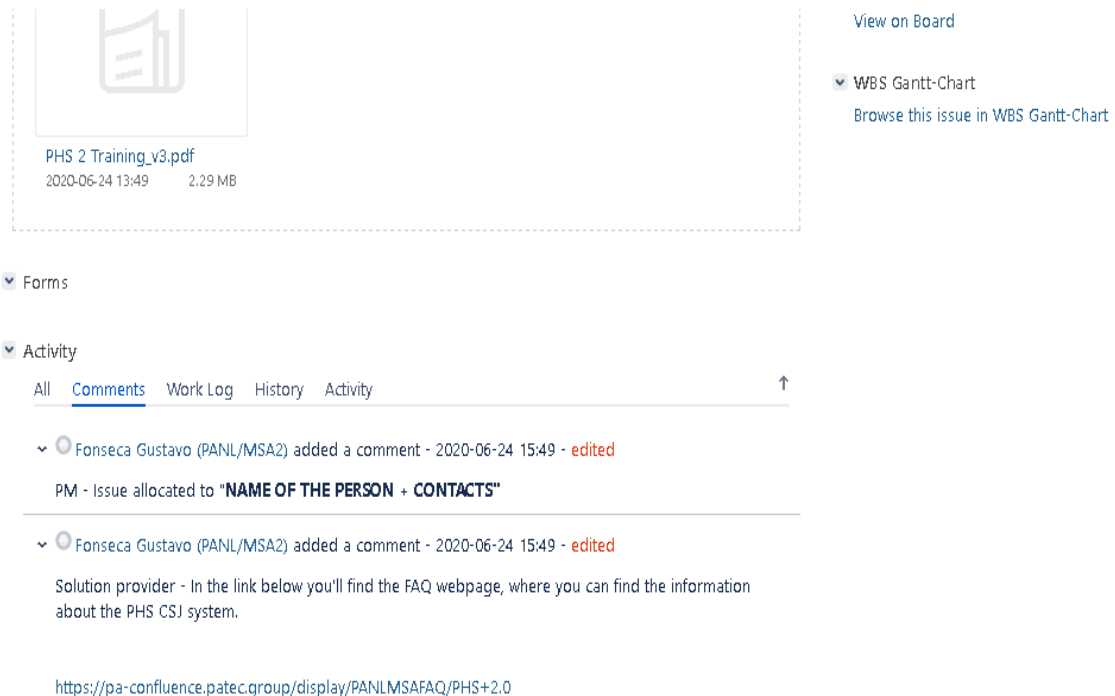 View on Board
WBS Gantt-Chart
Browse this issue in WBS Gantt-Chart
PHS 2 Training_v3.pdf
2020-06-24 13:49 2.29 MB
Forms
Activity
All Comments Work Log History Activity
Fonseca Gustavo (PANL/MSA2) added a comment - 2020-06-24 15:49 - edited
PM - Issue allocated to "NAME OF THE PERSON + CONTACTS"
Fonseca Gustavo (PANL/MSA2) added a comment - 2020-06-24 15:49 - edited
Solution provider - In the link below you'll find the FAQ webpage, where you can find the information
about the PHS CSJ system.
https://pa-confluence.patec.group/display/PANLMSAFAQ/PHS+2.0